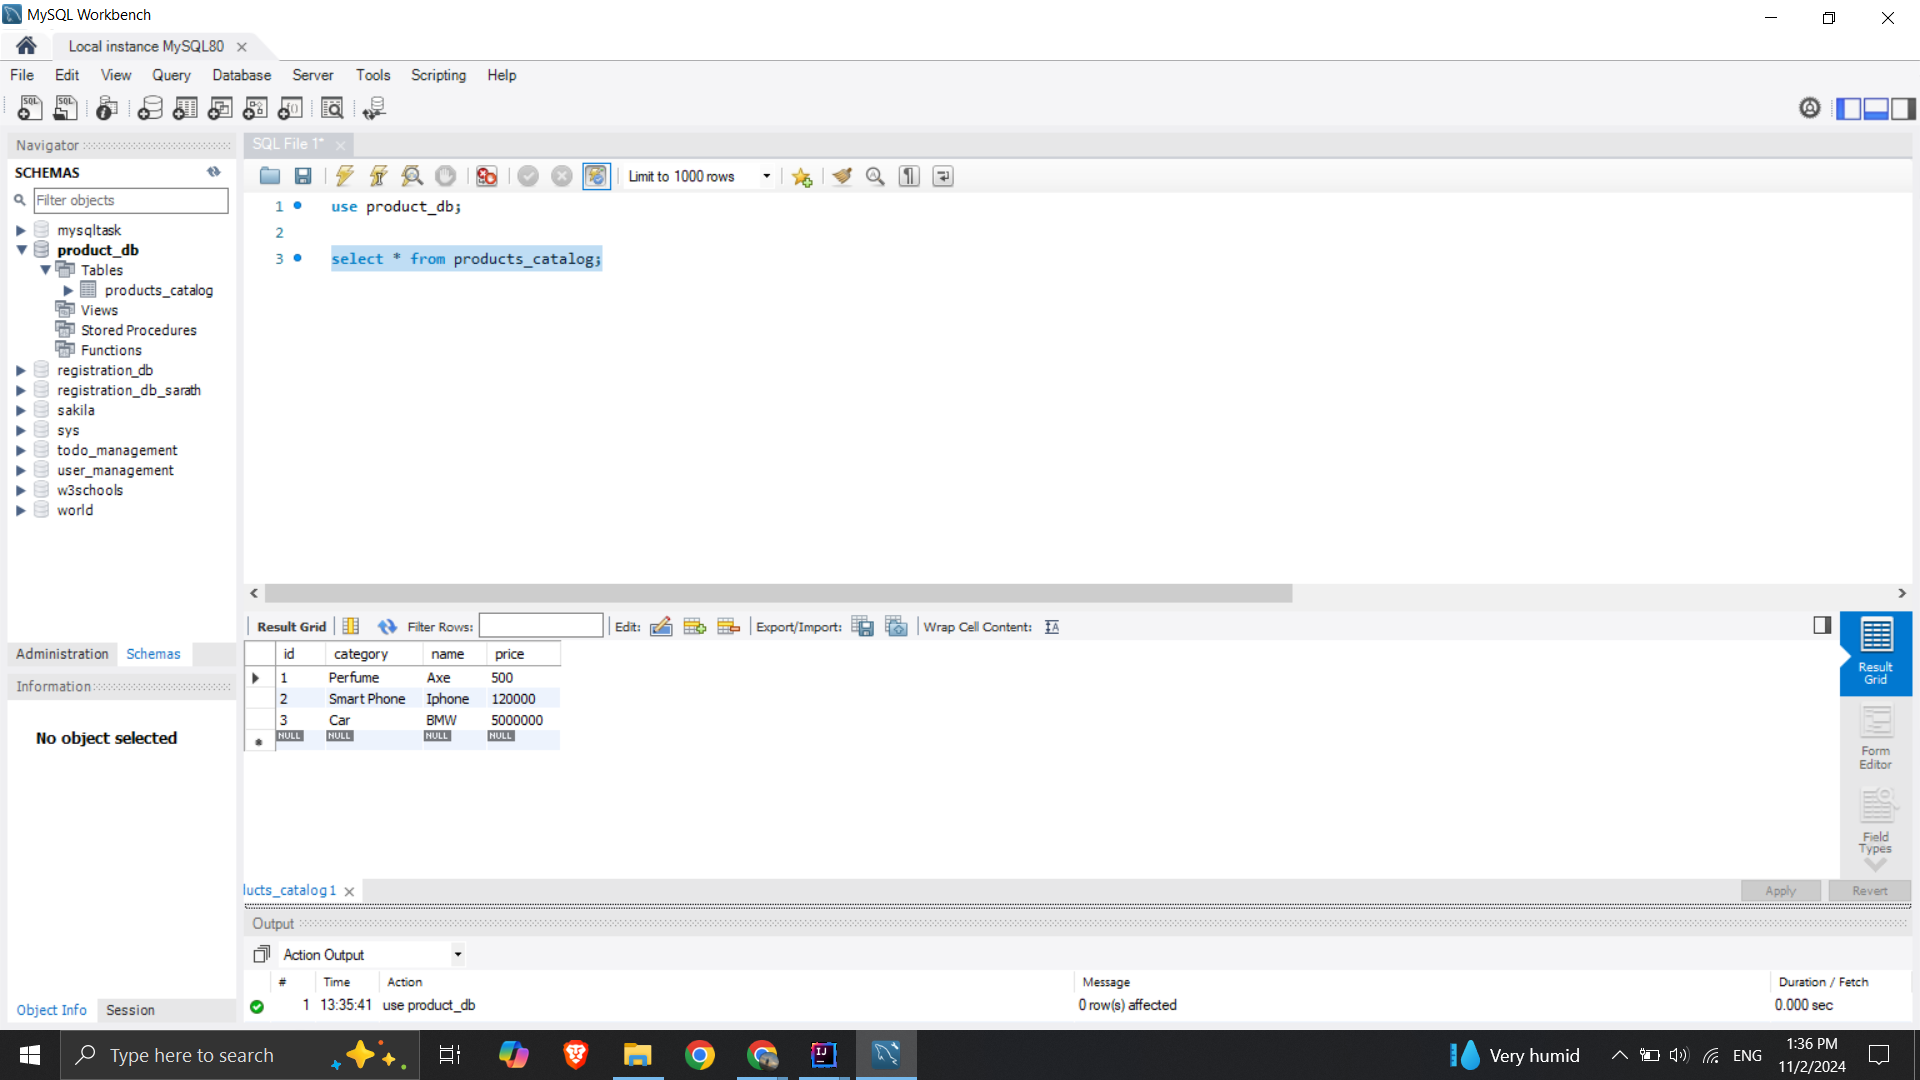 MySQL Workbench
Local instance MySQL80
File Edit View Query Database Server Tools Scripting Help
Navigator
SCHEMAS
Filter objects
mysqltask
product_db
Tables
products_catalog
Views
Stored Procedures
Functions
registration_db
registration_db_sarath
sakila
sys
todo_management
user_management
w3schools
world
Administration Schemas
Information
No object selected
Object Info Session
SQL File 1*
Limit to 1000 rows
1 use product_db;
2
3 select * from products_catalog;
Result Grid Filter Rows: Edit: Export/Import: Wrap Cell Content:
id category name price
1 Perfume Axe 500
2 Smart Phone Iphone 120000
3 Car BMW 5000000
NULL NULL NULL NULL
Result
Grid
Form
Editor
Field
Types
lucts_catalog1
Apply Revert
Output
Action Output
# Time Action Message Duration / Fetch
1 13:35:41 use product_db 0 row(s) affected 0.000 sec
Type here to search
Very humid
ENG
1:36 PM
11/2/2024